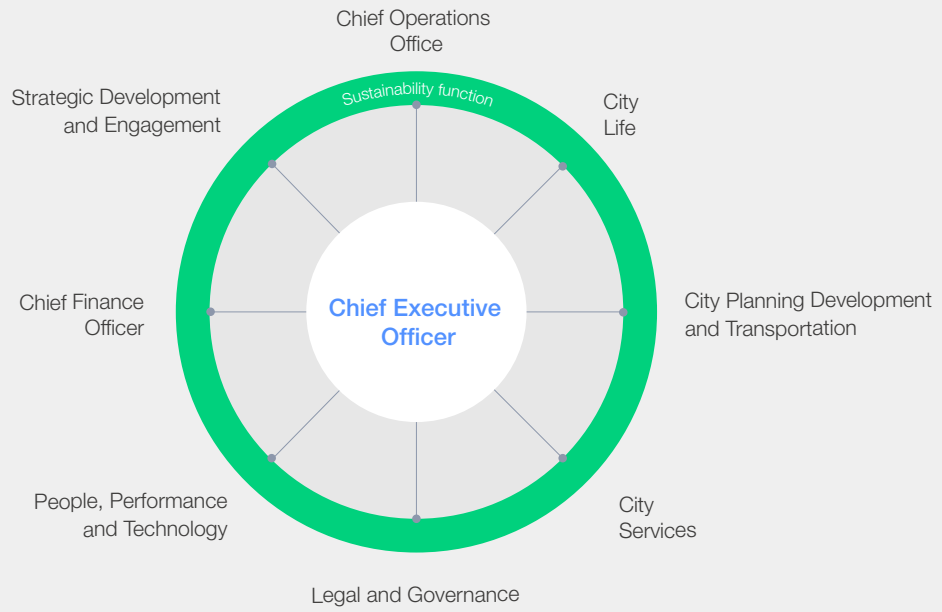 Chief Operations
Office
Sustainability function
Strategic Development
and Engagement
City
Life
Chief Finance
Officer
Chief Executive
Officer
City Planning Development
and Transportation
People, Performance
and Technology
City
Services
Legal and Governance